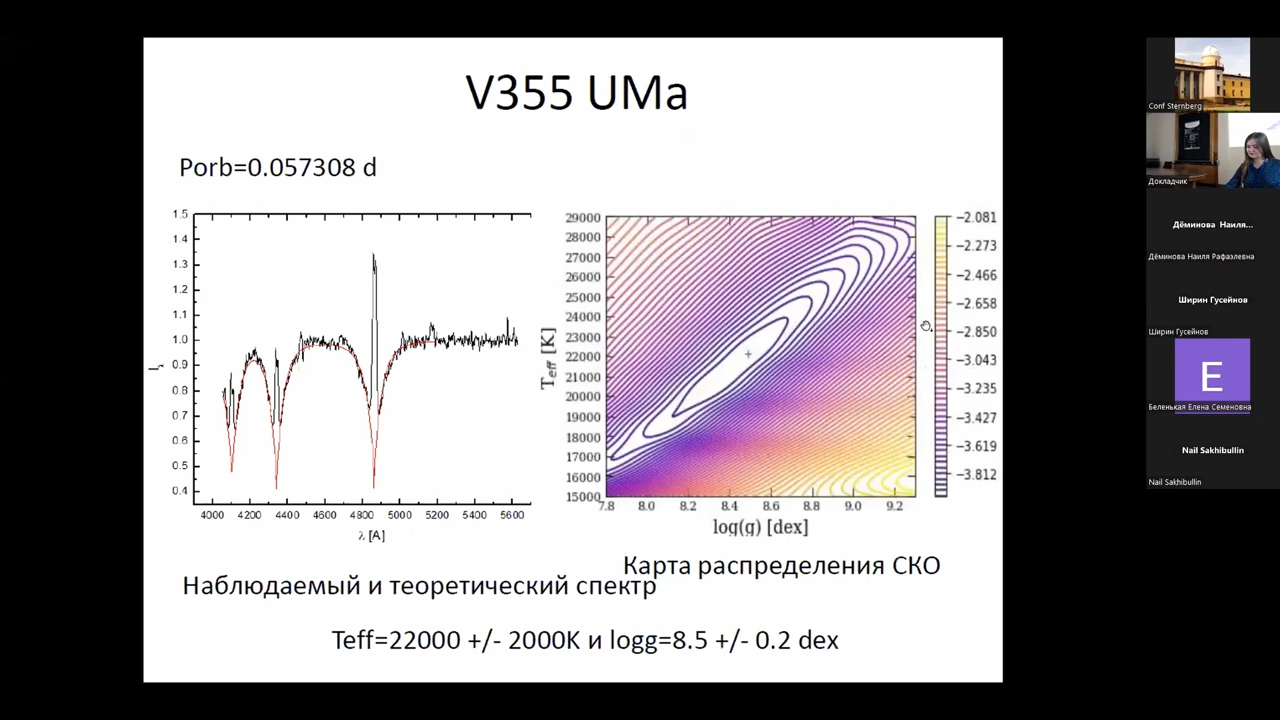 V355 UMa
Porb=0.057308 d
1.5
1.4
1.3
1.2
1.1
1.0
0.9
0.8
0.7
0.6
0.5
0.4
4000 4200 4400 4600 4800 5000 5200 5400 5600
λ [A]
29000
28000
27000
26000
25000
24000
23000
22000
21000
20000
19000
18000
17000
16000
15000
Teff [K]
7.8 8.0 8.2 8.4 8.6 8.8 9.0 9.2
log(g) [dex]
−2.081
−2.273
−2.466
−2.658
−2.850
−3.043
−3.235
−3.427
−3.619
−3.812
Карта распределения СКО
Наблюдаемый и теоретический спектр
Teff=22000 +/- 2000K и logg=8.5 +/- 0.2 dex
Conf Sternberg
Докладчик
Дёминова Наиля...
Дёминова Наиля Рафаэлевна
Ширин Гусейнов
Ширин Гусейнов
Е
Беленькая Елена Семеновна
Nail Sakhibullin
Nail Sakhibullin